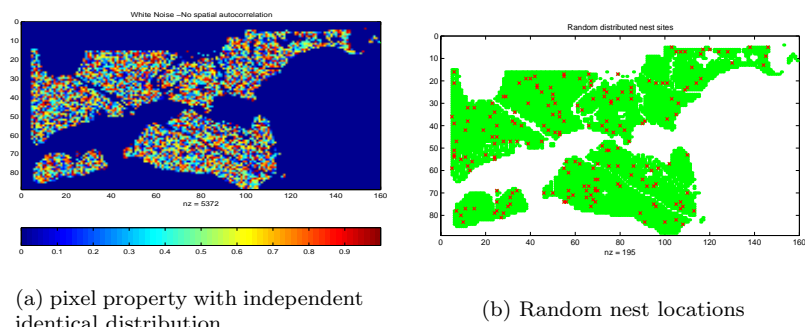 White Noise –No spatial autocorrelation
0
10
20
30
40
50
60
70
80
0 20 40 60 80 100 120 140 160
nz = 5372
0 0.1 0.2 0.3 0.4 0.5 0.6 0.7 0.8 0.9
(a) pixel property with independent
identical distribution
Random distributed nest sites
0
10
20
30
40
50
60
70
80
0 20 40 60 80 100 120 140 160
nz = 195
(b) Random nest locations